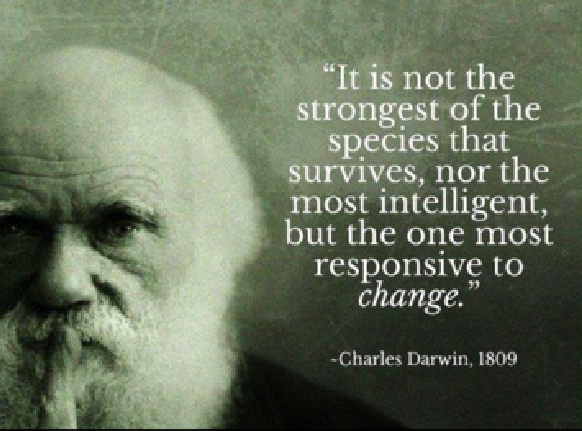 “It is not the
strongest of the
species that
survives, nor the
most intelligent,
but the one most
responsive to
change.”
~Charles Darwin, 1809